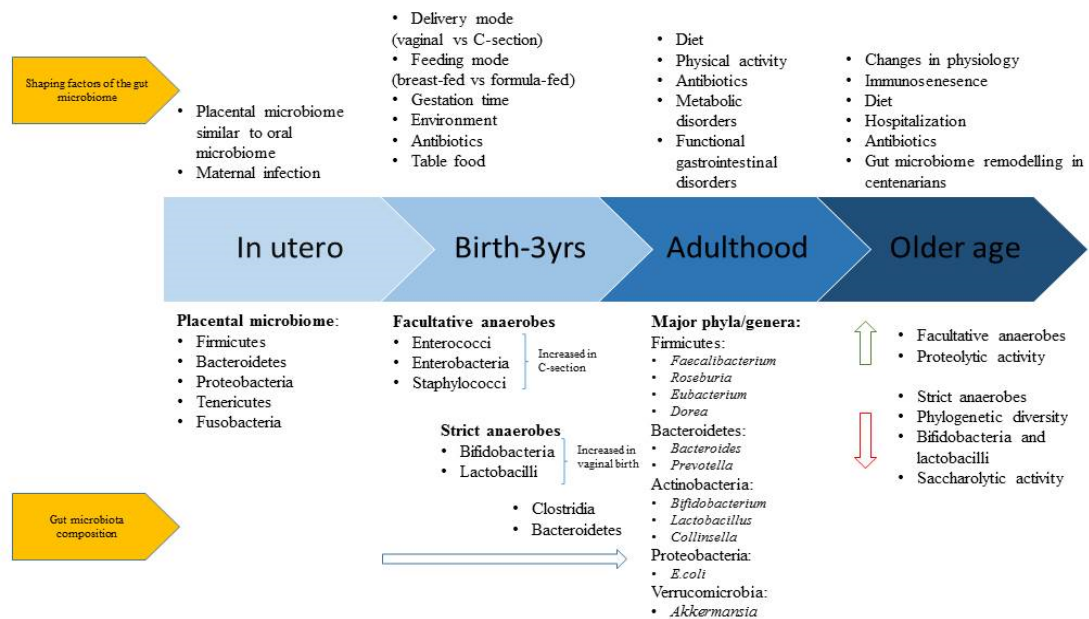 Shaping factors of the gut
microbiome
• Placental microbiome
similar to oral
microbiome
• Maternal infection
• Delivery mode
(vaginal vs C-section)
• Feeding mode
(breast-fed vs formula-fed)
• Gestation time
• Environment
• Antibiotics
• Table food
• Diet
• Physical activity
• Antibiotics
• Metabolic
disorders
• Functional
gastrointestinal
disorders
• Changes in physiology
• Immunosenesence
• Diet
• Hospitalization
• Antibiotics
• Gut microbiome remodelling in
centenarians
In utero
Birth-3yrs
Adulthood
Older age
Gut microbiota
composition
Placental microbiome:
• Firmicutes
• Bacteroidetes
• Proteobacteria
• Tenericutes
• Fusobacteria
Facultative anaerobes
• Enterococci
• Enterobacteria
• Staphylococci
Increased in
C-section
Strict anaerobes
• Bifidobacteria
• Lactobacilli
Increased in
vaginal birth
• Clostridia
• Bacteroidetes
Major phyla/genera:
Firmicutes:
• Faecalibacterium
• Roseburia
• Eubacterium
• Dorea
Bacteroidetes:
• Bacteroides
• Prevotella
Actinobacteria:
• Bifidobacterium
• Lactobacillus
• Collinsella
Proteobacteria:
• E.coli
Verrucomicrobia:
• Akkermansia
• Facultative anaerobes
• Proteolytic activity
• Strict anaerobes
• Phylogenetic diversity
• Bifidobacteria and
lactobacilli
• Saccharolytic activity